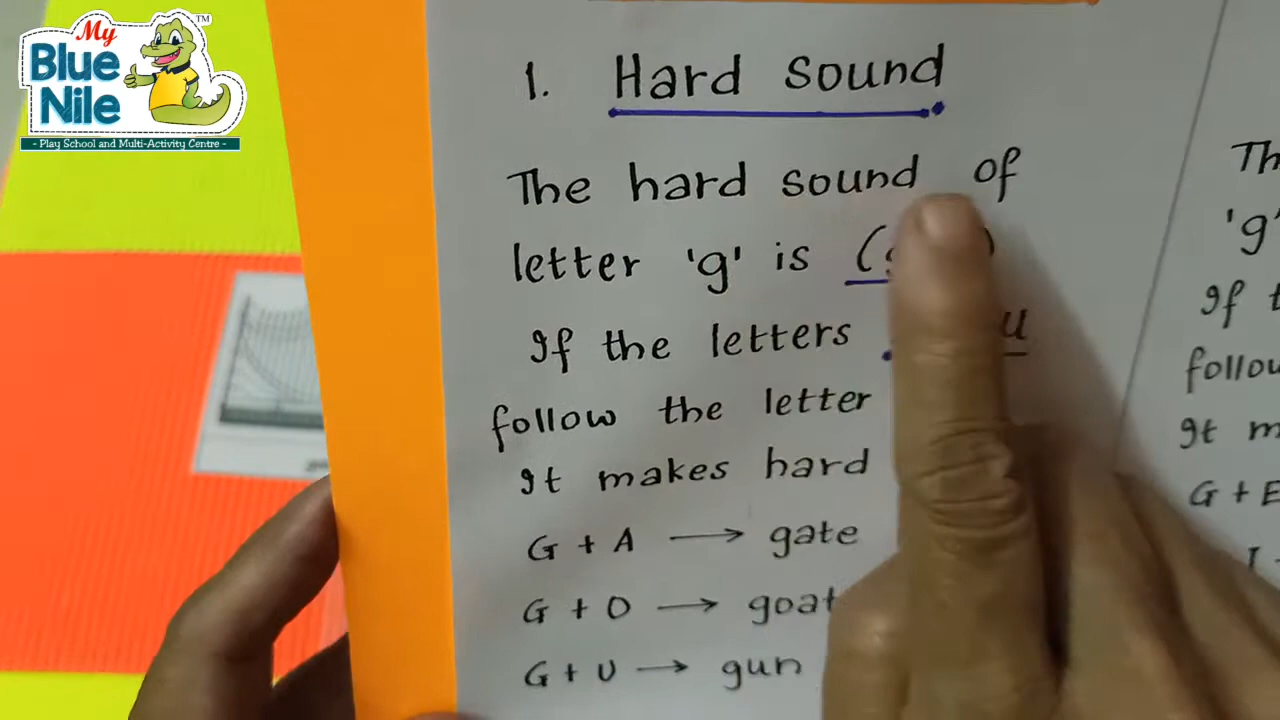 My
Blue
Nile
TM
- Play School and Multi-Activity Centre -
1. Hard Sound
The hard sound of
letter 'g' is
If the letters u
follow the letter
It makes hard
G + A → gate
G + O → goat
G + U → gun
'g'
If
G + E